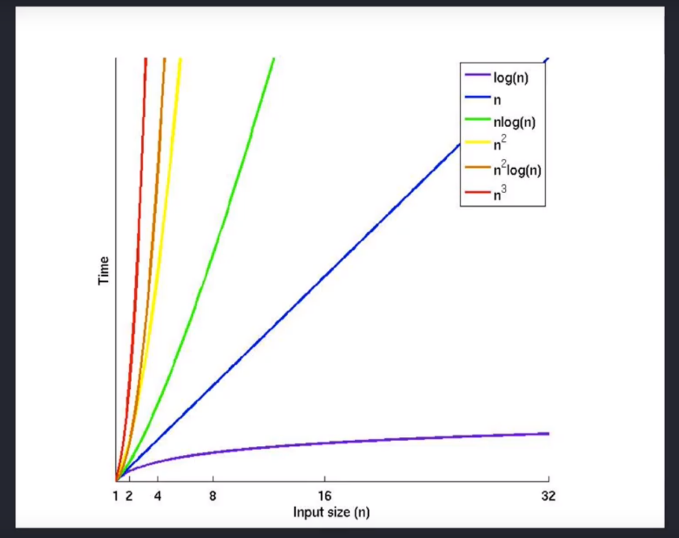 log(n)
n
nlog(n)
n²
n²log(n)
n³
Time
1 2 4 8 16 32
Input size (n)